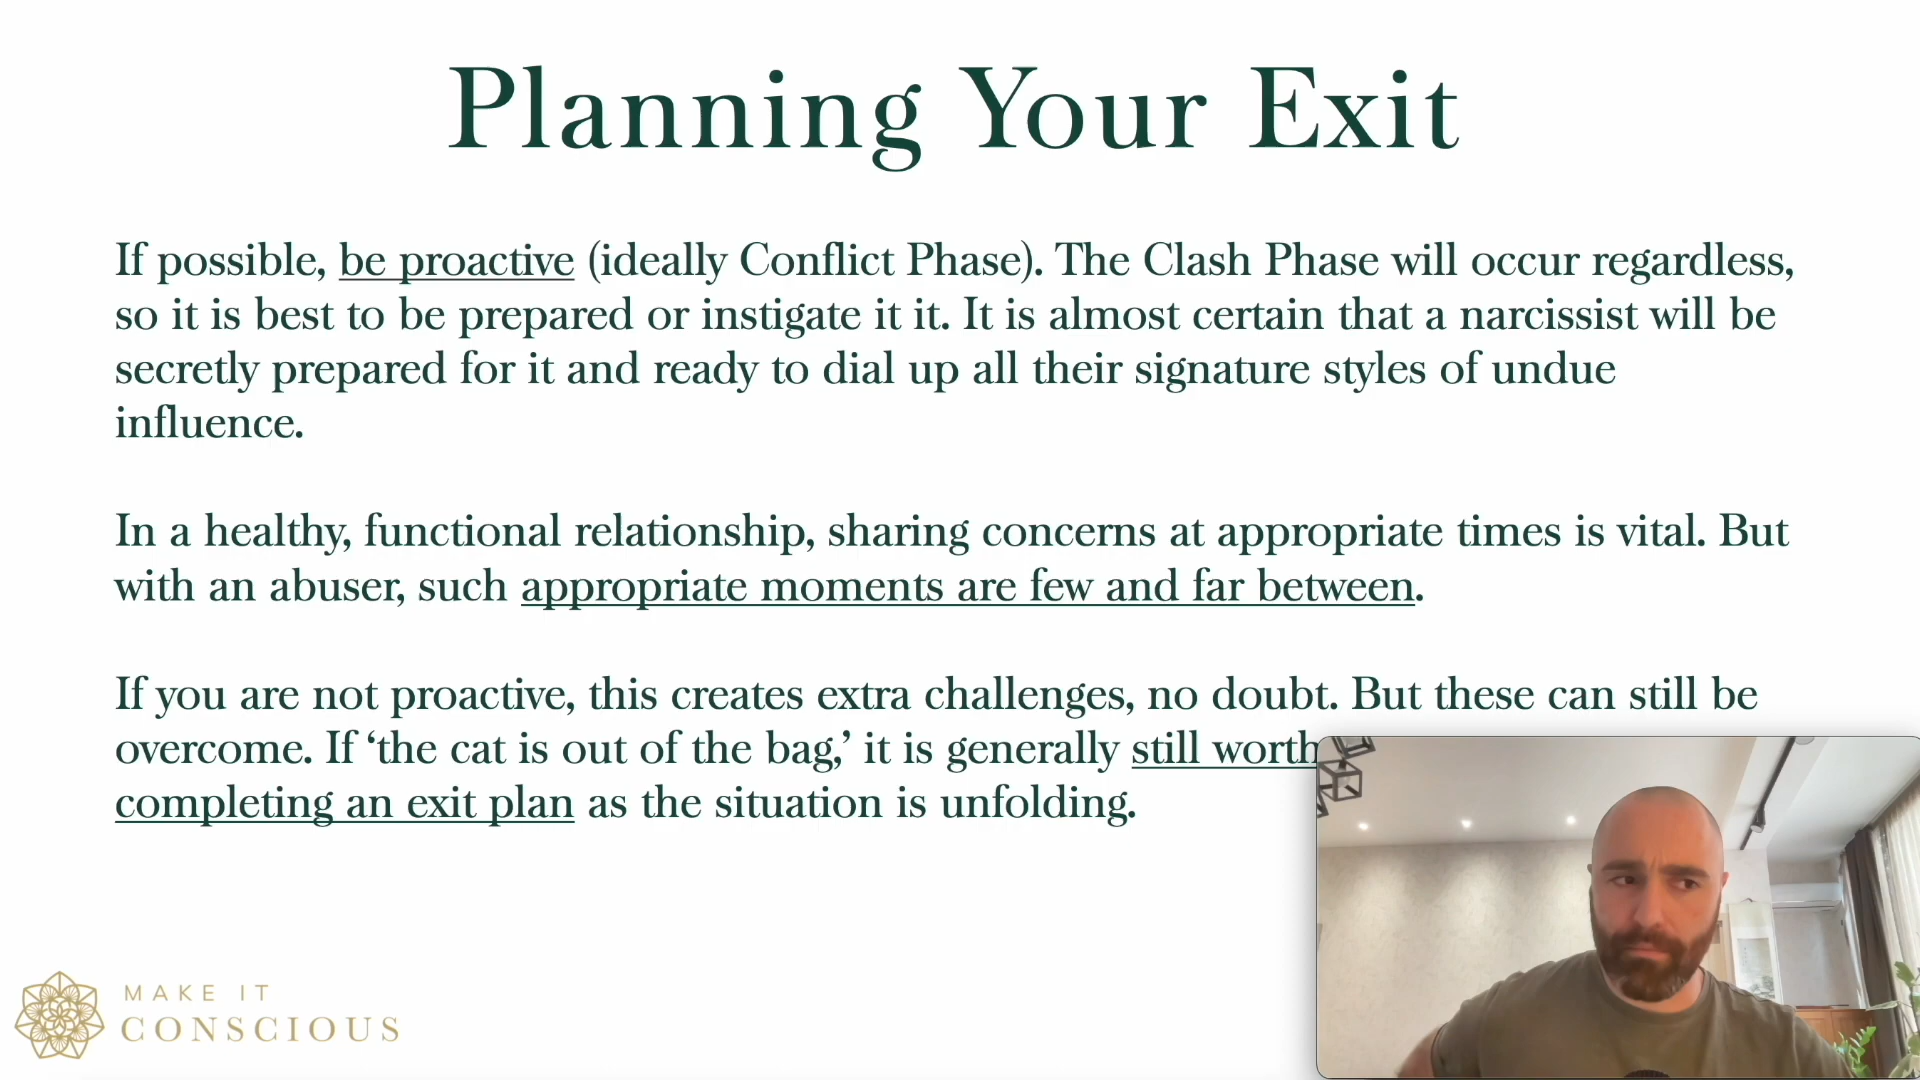 Planning Your Exit
If possible, be proactive (ideally Conflict Phase). The Clash Phase will occur regardless,
so it is best to be prepared or instigate it it. It is almost certain that a narcissist will be
secretly prepared for it and ready to dial up all their signature styles of undue
influence.
In a healthy, functional relationship, sharing concerns at appropriate times is vital. But
with an abuser, such appropriate moments are few and far between.
If you are not proactive, this creates extra challenges, no doubt. But these can still be
overcome. If ‘the cat is out of the bag,’ it is generally still worth
completing an exit plan as the situation is unfolding.
MAKE IT
CONSCIOUS